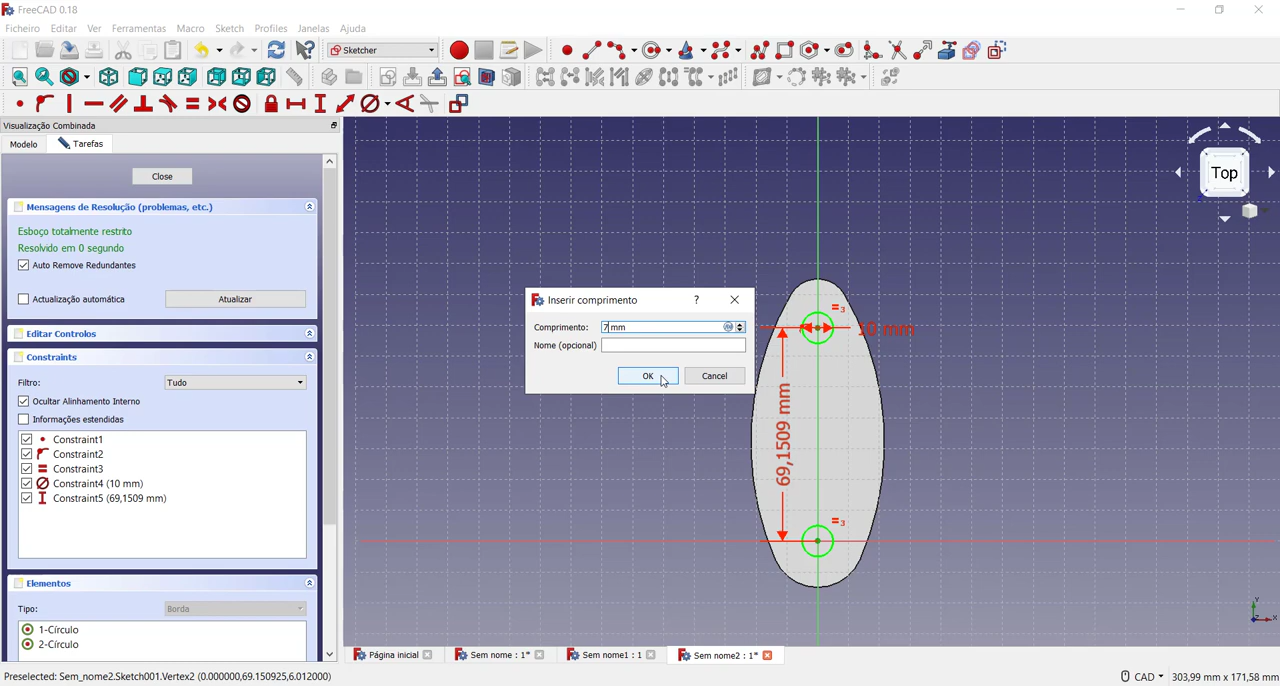 FreeCAD 0.18
Ficheiro Editar Ver Ferramentas Macro Sketch Profiles Janelas Ajuda
Sketcher
Visualização Combinada
Modelo Tarefas
Close
Mensagens de Resolução (problemas, etc.)
Esboço totalmente restrito
Resolvido em 0 segundo
Auto Remove Redundantes
Actualização automática Atualizar
Editar Controlos
Constraints
Filtro: Tudo
Ocultar Alinhamento Interno
Informações estendidas
Constraint1
Constraint2
Constraint3
Constraint4 (10 mm)
Constraint5 (69,1509 mm)
Elementos
Tipo: Borda
1-Círculo
2-Círculo
Inserir comprimento ?
Comprimento: 7 mm
Nome (opcional)
OK Cancel
= 3
10 mm
69,1509 mm
= 3
Top
Y
Z X
Página inicial Sem nome : 1* Sem nome1 : 1 Sem nome2 : 1*
Preselected: Sem_nome2.Sketch001.Vertex2 (0.000000,69.150925,6.012000) CAD 303,99 mm x 171,58 mm